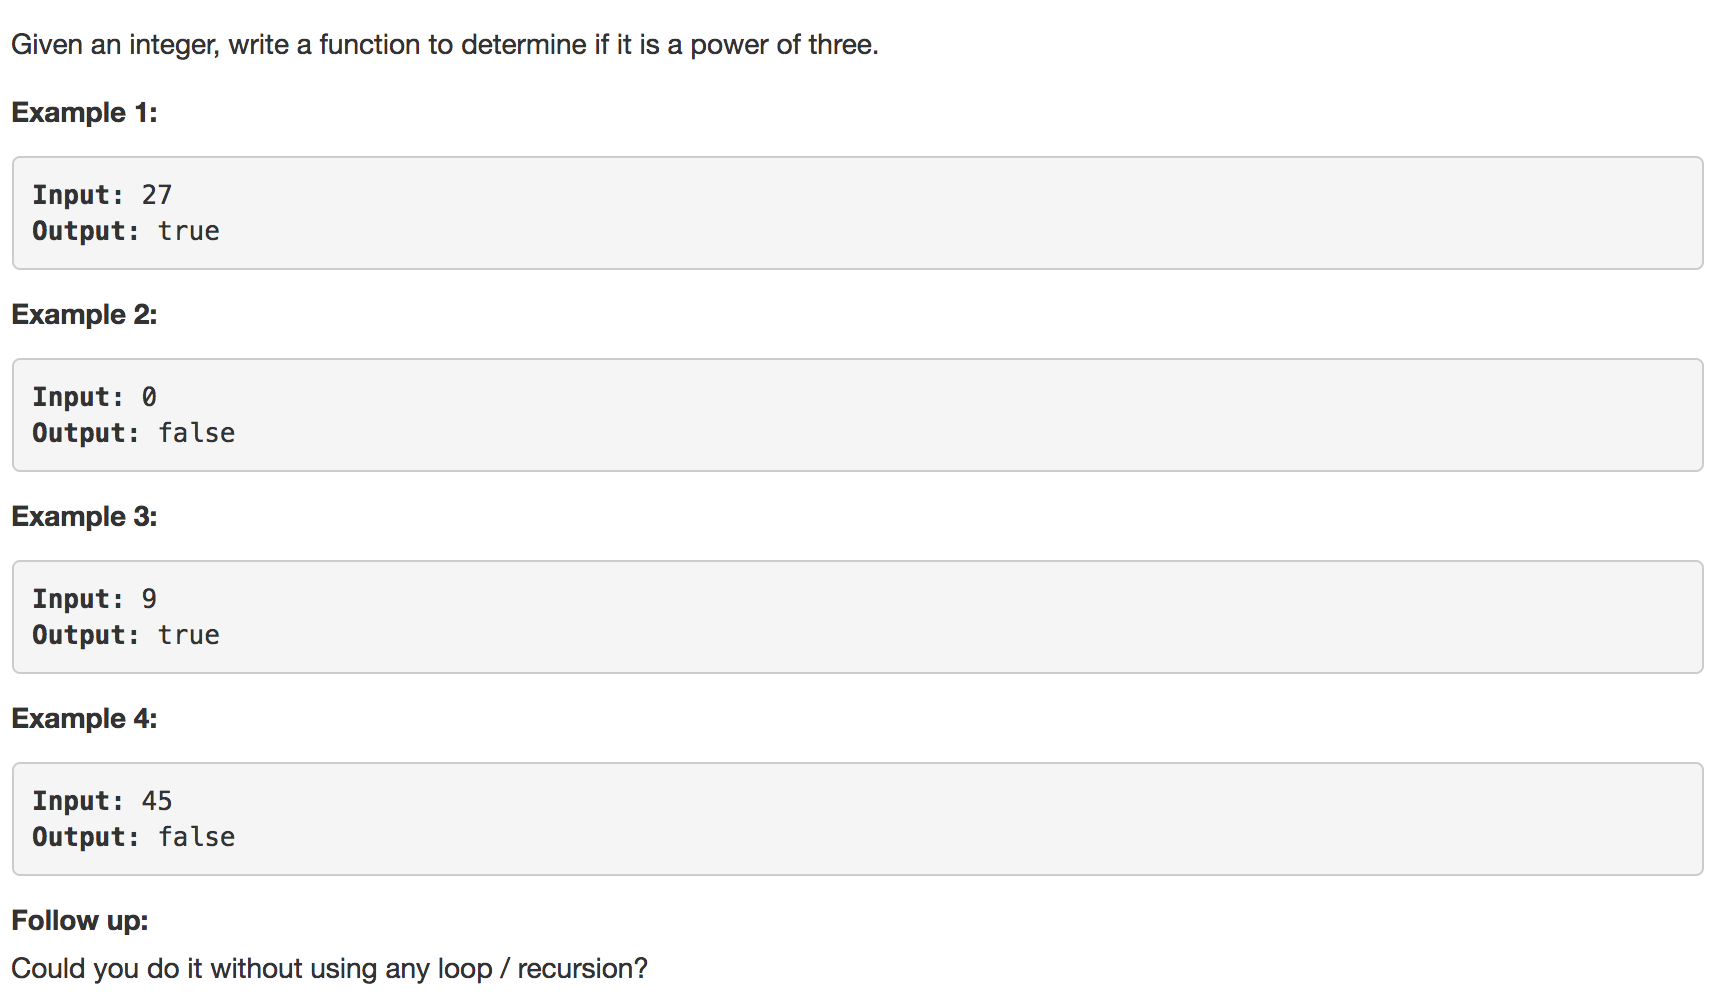 Given an integer, write a function to determine if it is a power of three.
Example 1:
Input: 27
Output: true
Example 2:
Input: 0
Output: false
Example 3:
Input: 9
Output: true
Example 4:
Input: 45
Output: false
Follow up:
Could you do it without using any loop / recursion?